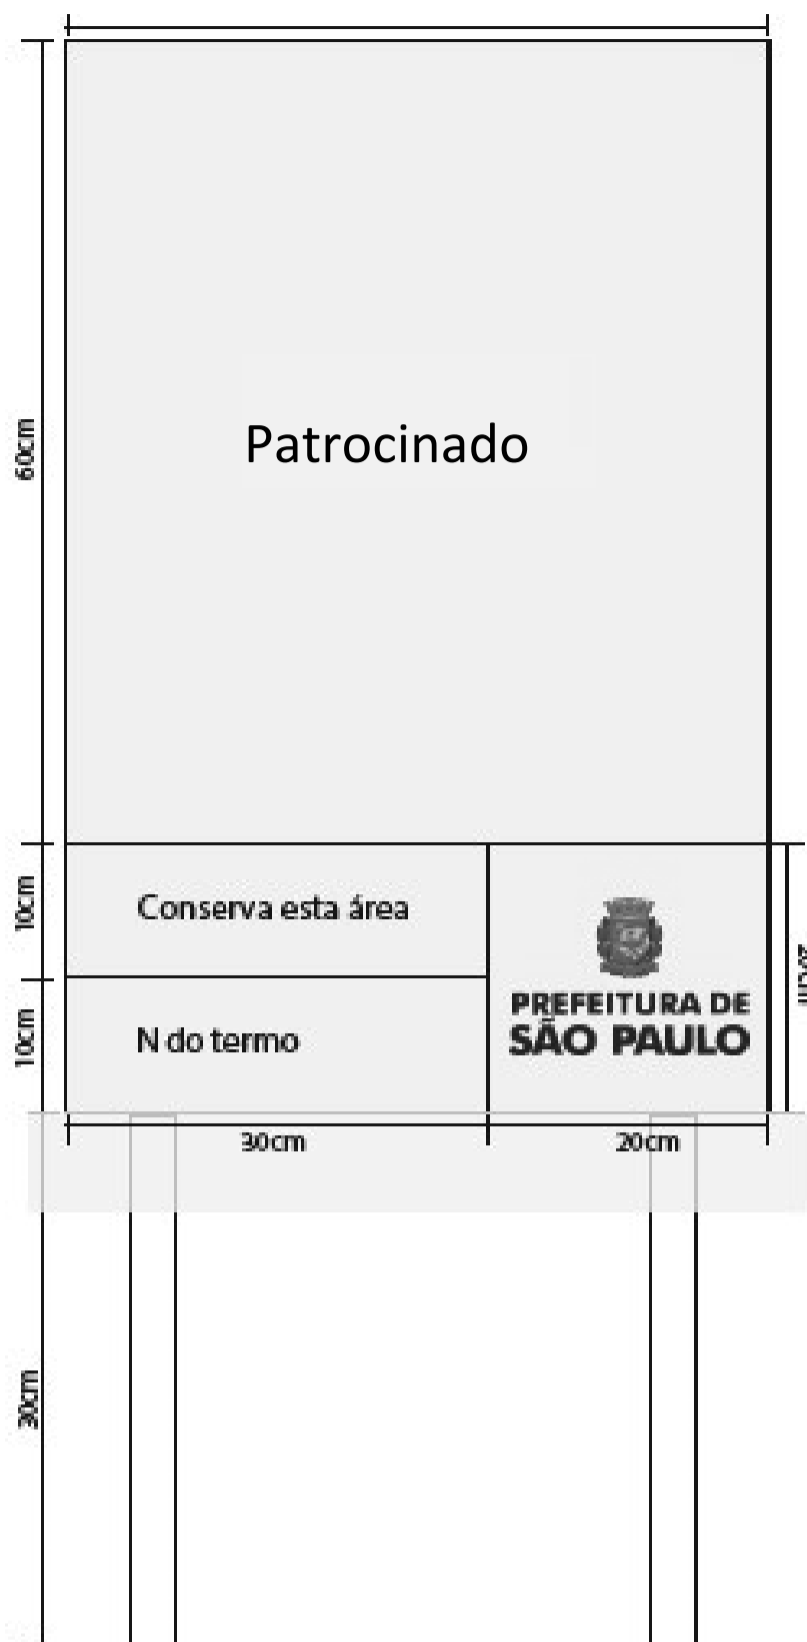 60cm
Patrocinado
10cm
Conserva esta área
10cm
N do termo
PREFEITURA DE
SÃO PAULO
30cm
20cm
30cm